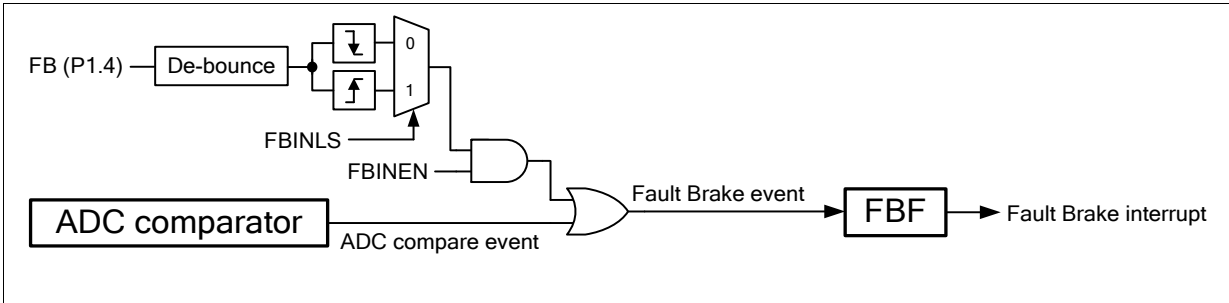 0
FB (P1.4)
De-bounce
1
FBINLS
FBINEN
Fault Brake event
ADC comparator
ADC compare event
FBF
Fault Brake interrupt